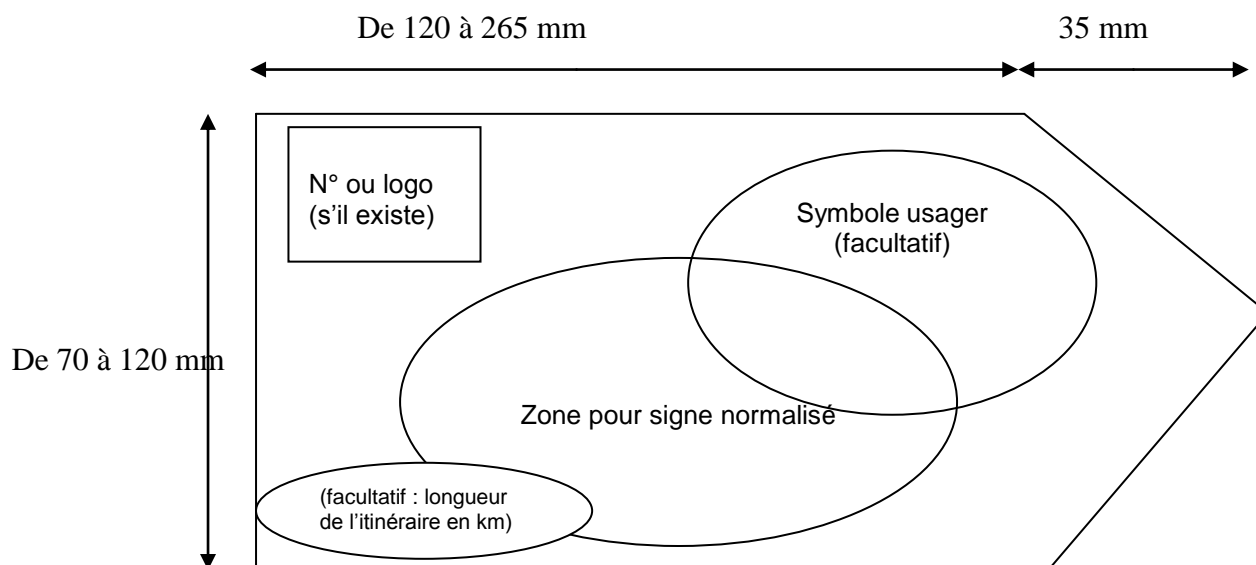 De 120 à 265 mm
35 mm
N° ou logo
(s'il existe)
Symbole usager
(facultatif)
De 70 à 120 mm
Zone pour signe normalisé
(facultatif : longueur
de l'itinéraire en km)